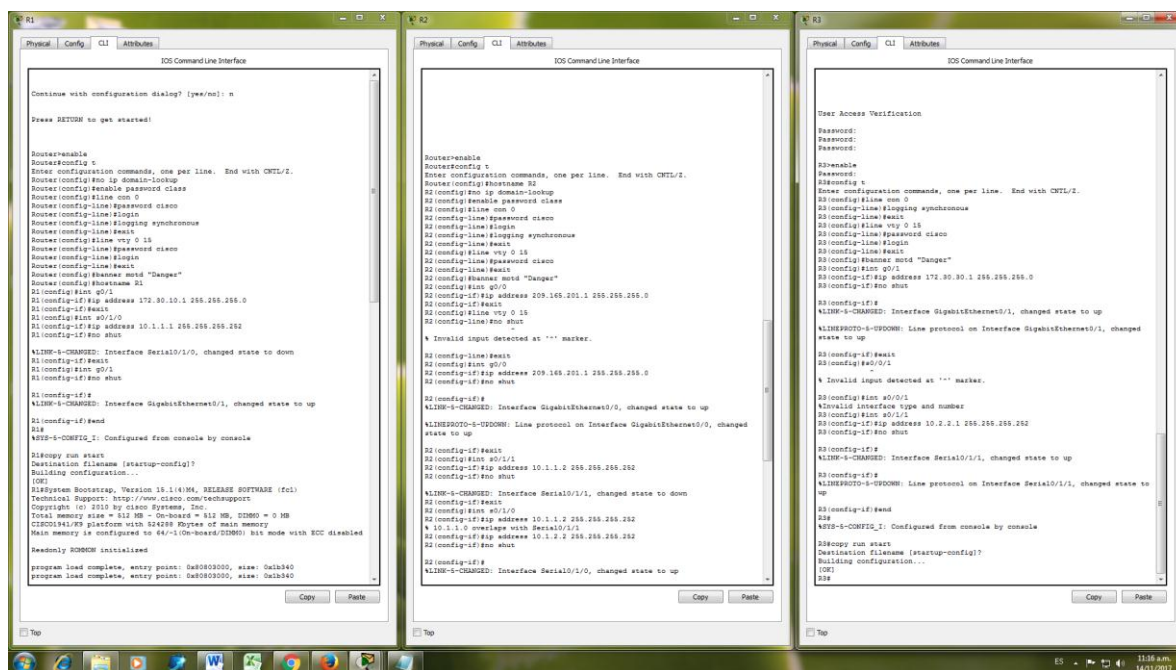 R1
Physical Config CLI Attributes
IOS Command Line Interface
Continue with configuration dialog? [yes/no]: n
Press RETURN to get started!
Router>enable
Router#config t
Enter configuration commands, one per line. End with CNTL/Z.
Router(config)#no ip domain-lookup
Router(config)#enable password class
Router(config)#line con 0
Router(config-line)#password cisco
Router(config-line)#login
Router(config-line)#logging synchronous
Router(config-line)#exit
Router(config)#line vty 0 15
Router(config-line)#password cisco
Router(config-line)#login
Router(config-line)#exit
Router(config)#banner motd "Danger"
Router(config)#hostname R1
R1(config)#int g0/1
R1(config-if)#ip address 172.30.10.1 255.255.255.0
R1(config-if)#exit
R1(config)#int s0/1/0
R1(config-if)#ip address 10.1.1.1 255.255.255.252
R1(config-if)#no shut
%LINK-5-CHANGED: Interface Serial0/1/0, changed state to down
R1(config-if)#exit
R1(config)#int g0/1
R1(config-if)#no shut
R1(config-if)#
%LINK-5-CHANGED: Interface GigabitEthernet0/1, changed state to up
R1(config-if)#end
R1#
%SYS-5-CONFIG_I: Configured from console by console
R1#copy run start
Destination filename [startup-config]?
Building configuration...
[OK]
R1#System Bootstrap, Version 15.1(4)M4, RELEASE SOFTWARE (fc1)
Technical Support: http://www.cisco.com/techsupport
Copyright (c) 2010 by cisco Systems, Inc.
Total memory size = 512 MB - On-board = 512 MB, DIMM0 = 0 MB
CISCO1941/K9 platform with 524288 Kbytes of main memory
Main memory is configured to 64/-1(On-board/DIMM0) bit mode with ECC disabled
Readonly ROMMON initialized
program load complete, entry point: 0x80803000, size: 0x1b340
program load complete, entry point: 0x80803000, size: 0x1b340
Copy Paste
Top
R2
Physical Config CLI Attributes
IOS Command Line Interface
Router>enable
Router#config t
Enter configuration commands, one per line. End with CNTL/Z.
Router(config)#hostname R2
R2(config)#no ip domain-lookup
R2(config)#enable password class
R2(config)#line con 0
R2(config-line)#password cisco
R2(config-line)#login
R2(config-line)#logging synchronous
R2(config-line)#exit
R2(config)#line vty 0 15
R2(config-line)#password cisco
R2(config-line)#exit
R2(config)#banner motd "Danger"
R2(config)#int g0/0
R2(config-if)#ip address 209.165.201.1 255.255.255.0
R2(config-if)#exit
R2(config)#line vty 0 15
R2(config-line)#no shut
^
% Invalid input detected at '^' marker.
R2(config-line)#exit
R2(config)#int g0/0
R2(config-if)#ip address 209.165.201.1 255.255.255.0
R2(config-if)#no shut
R2(config-if)#
%LINK-5-CHANGED: Interface GigabitEthernet0/0, changed state to up
%LINEPROTO-5-UPDOWN: Line protocol on Interface GigabitEthernet0/0, changed
state to up
R2(config-if)#exit
R2(config)#int s0/1/1
R2(config-if)#ip address 10.1.1.2 255.255.255.252
R2(config-if)#no shut
%LINK-5-CHANGED: Interface Serial0/1/1, changed state to down
R2(config-if)#exit
R2(config)#int s0/1/0
R2(config-if)#ip address 10.1.1.2 255.255.255.252
% 10.1.1.0 overlaps with Serial0/1/1
R2(config-if)#ip address 10.1.2.2 255.255.255.252
R2(config-if)#no shut
R2(config-if)#
%LINK-5-CHANGED: Interface Serial0/1/0, changed state to up
Copy Paste
Top
R3
Physical Config CLI Attributes
IOS Command Line Interface
User Access Verification
Password:
Password:
Password:
R3>enable
Password:
R3#config t
Enter configuration commands, one per line. End with CNTL/Z.
R3(config)#line con 0
R3(config-line)#logging synchronous
R3(config-line)#exit
R3(config)#line vty 0 15
R3(config-line)#password cisco
R3(config-line)#login
R3(config-line)#exit
R3(config)#banner motd "Danger"
R3(config)#int g0/1
R3(config-if)#ip address 172.30.30.1 255.255.255.0
R3(config-if)#no shut
R3(config-if)#
%LINK-5-CHANGED: Interface GigabitEthernet0/1, changed state to up
%LINEPROTO-5-UPDOWN: Line protocol on Interface GigabitEthernet0/1, changed
state to up
R3(config-if)#exit
R3(config)#s0/0/1
^
% Invalid input detected at '^' marker.
R3(config)#int s0/0/1
%Invalid interface type and number
R3(config)#int s0/1/1
R3(config-if)#ip address 10.2.2.1 255.255.255.252
R3(config-if)#no shut
R3(config-if)#
%LINK-5-CHANGED: Interface Serial0/1/1, changed state to up
R3(config-if)#
%LINEPROTO-5-UPDOWN: Line protocol on Interface Serial0/1/1, changed state to
up
R3(config-if)#end
R3#
%SYS-5-CONFIG_I: Configured from console by console
R3#copy run start
Destination filename [startup-config]?
Building configuration...
[OK]
R3#
Copy Paste
Top
ES 11:16 a.m.
14/11/2017